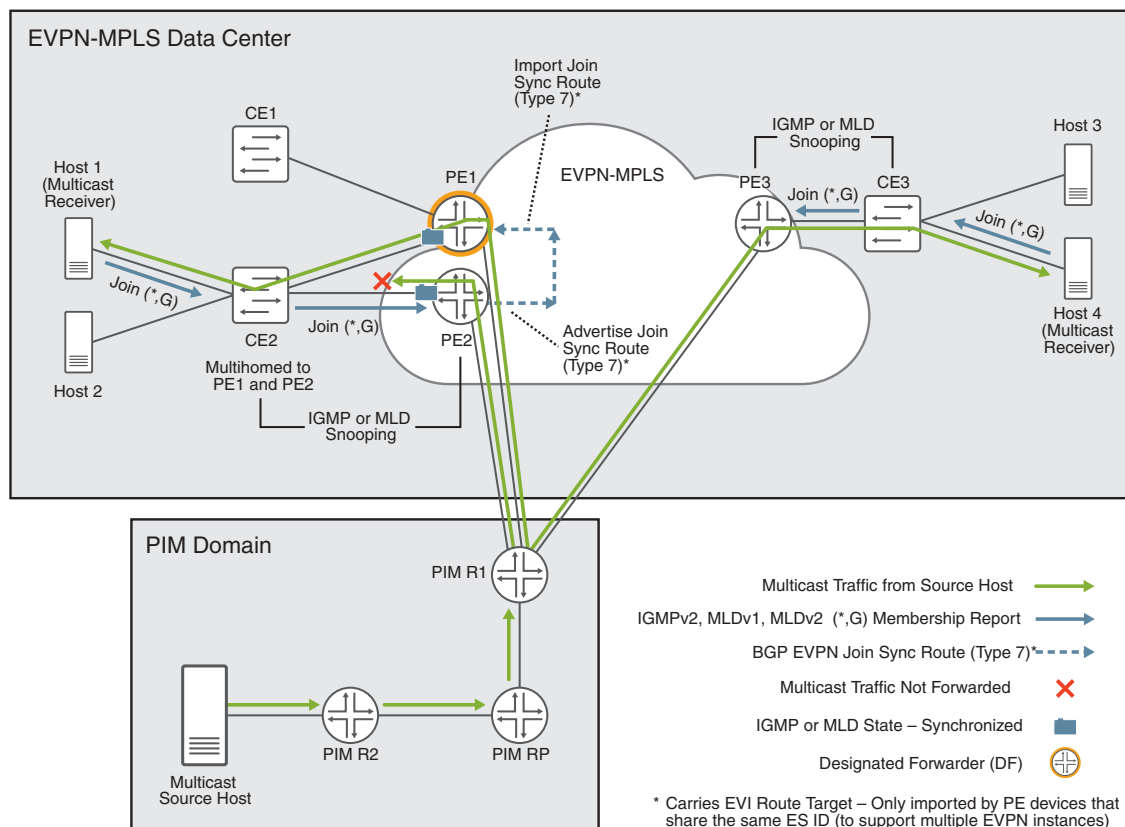 EVPN-MPLS Data Center
Import Join
Sync Route
(Type 7)*
CE1
IGMP or MLD
Snooping
Host 3
Host 1
(Multicast
Receiver)
PE1
EVPN-MPLS
PE3
CE3
Join (*,G)
Join (*,G)
Join (*,G)
CE2
Join (*,G)
PE2
Advertise Join
Sync Route
(Type 7)*
Host 4
(Multicast
Receiver)
Host 2
Multihomed to
PE1 and PE2
IGMP or MLD
Snooping
PIM Domain
PIM R1
PIM R2
PIM RP
Multicast
Source Host
Multicast Traffic from Source Host
IGMPv2, MLDv1, MLDv2 (*,G) Membership Report
BGP EVPN Join Sync Route (Type 7)*
Multicast Traffic Not Forwarded
IGMP or MLD State – Synchronized
Designated Forwarder (DF)
* Carries EVI Route Target – Only imported by PE devices that
share the same ES ID (to support multiple EVPN instances)